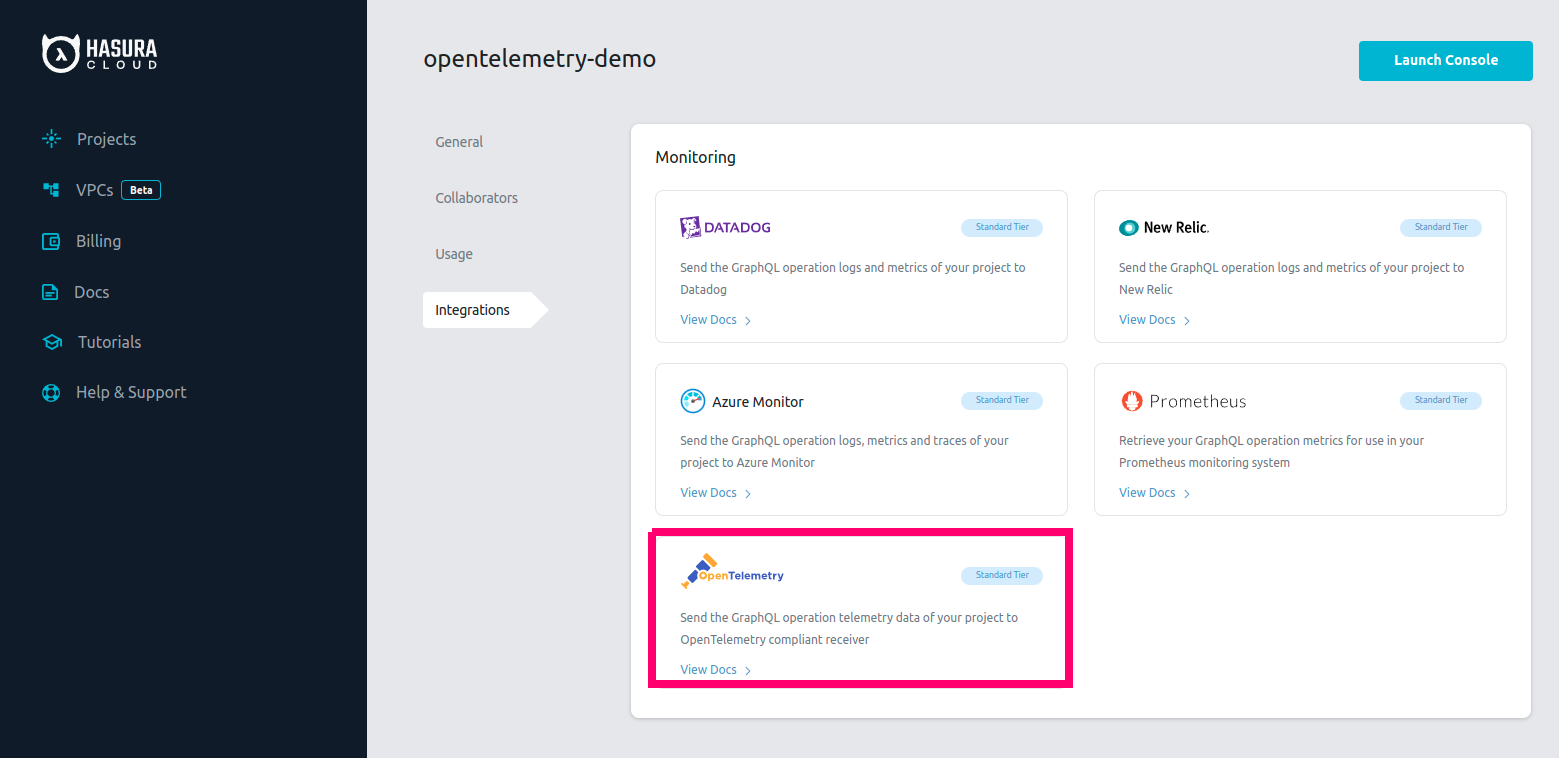 HASURA
CLOUD
Projects
VPCs Beta
Billing
Docs
Tutorials
Help & Support
opentelemetry-demo
Launch Console
General
Collaborators
Usage
Integrations
Monitoring
DATADOG
Standard Tier
Send the GraphQL operation logs and metrics of your project to
Datadog
View Docs
New Relic.
Standard Tier
Send the GraphQL operation logs and metrics of your project to
New Relic
View Docs
Azure Monitor
Standard Tier
Send the GraphQL operation logs, metrics and traces of your
project to Azure Monitor
View Docs
Prometheus
Standard Tier
Retrieve your GraphQL operation metrics for use in your
Prometheus monitoring system
View Docs
OpenTelemetry
Standard Tier
Send the GraphQL operation telemetry data of your project to
OpenTelemetry compliant receiver
View Docs